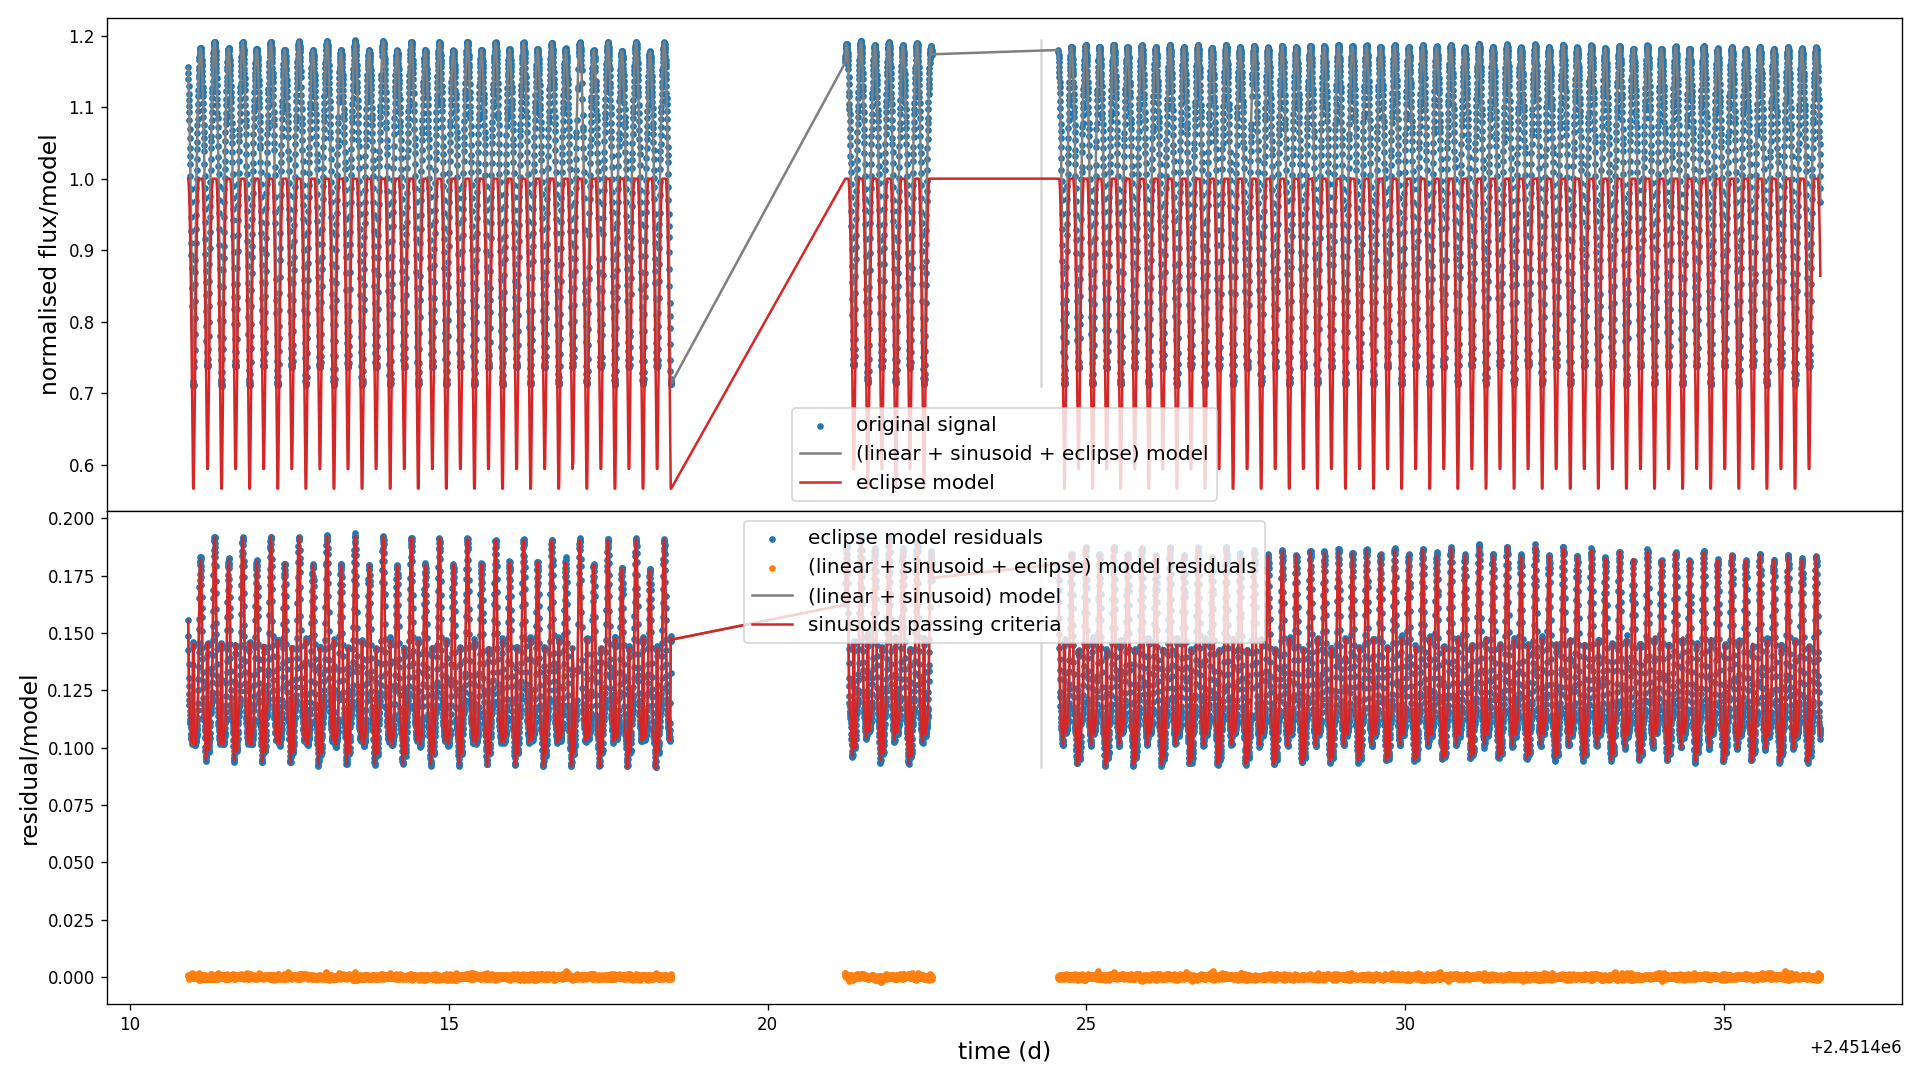 1.2
1.1
1.0
0.9
0.8
0.7
0.6
normalised flux/model
original signal
(linear + sinusoid + eclipse) model
eclipse model
0.200
0.175
0.150
0.125
0.100
0.075
0.050
0.025
0.000
residual/model
eclipse model residuals
(linear + sinusoid + eclipse) model residuals
(linear + sinusoid) model
sinusoids passing criteria
10 15 20 25 30 35
time (d)
+2.4514e6